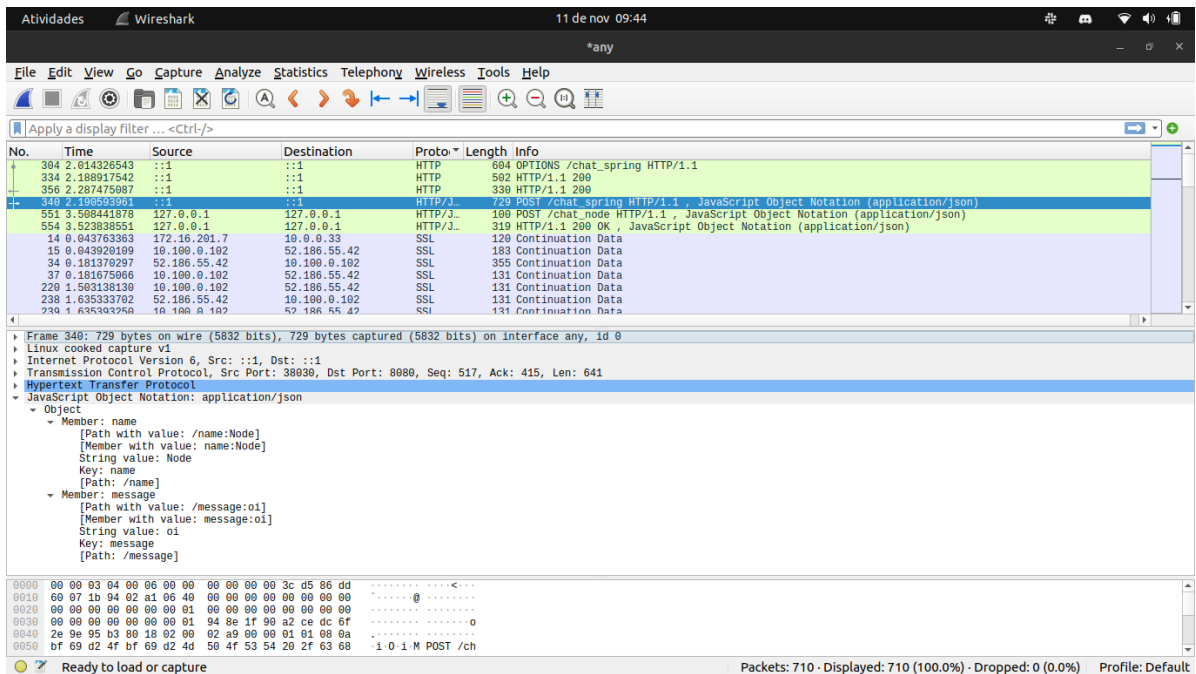 Atividades Wireshark 11 de nov 09:44
*any
File Edit View Go Capture Analyze Statistics Telephony Wireless Tools Help
Apply a display filter … <Ctrl-/>
No. Time Source Destination Proto Length Info
304 2.014326543 ::1 ::1 HTTP 604 OPTIONS /chat_spring HTTP/1.1
334 2.188917542 ::1 ::1 HTTP 502 HTTP/1.1 200
356 2.287475087 ::1 ::1 HTTP 330 HTTP/1.1 200
340 2.190593961 ::1 ::1 HTTP/J… 729 POST /chat_spring HTTP/1.1 , JavaScript Object Notation (application/json)
551 3.508441878 127.0.0.1 127.0.0.1 HTTP/J… 100 POST /chat_node HTTP/1.1 , JavaScript Object Notation (application/json)
554 3.523838551 127.0.0.1 127.0.0.1 HTTP/J… 319 HTTP/1.1 200 OK , JavaScript Object Notation (application/json)
14 0.043763363 172.16.201.7 10.0.0.33 SSL 120 Continuation Data
15 0.043920109 10.100.0.102 52.186.55.42 SSL 183 Continuation Data
34 0.181370297 52.186.55.42 10.100.0.102 SSL 355 Continuation Data
37 0.181675066 10.100.0.102 52.186.55.42 SSL 131 Continuation Data
220 1.503138130 10.100.0.102 52.186.55.42 SSL 131 Continuation Data
238 1.635333702 52.186.55.42 10.100.0.102 SSL 131 Continuation Data
239 1.635393250 10.100.0.102 52.186.55.42 SSL 131 Continuation Data
Frame 340: 729 bytes on wire (5832 bits), 729 bytes captured (5832 bits) on interface any, id 0
Linux cooked capture v1
Internet Protocol Version 6, Src: ::1, Dst: ::1
Transmission Control Protocol, Src Port: 38030, Dst Port: 8080, Seq: 517, Ack: 415, Len: 641
Hypertext Transfer Protocol
JavaScript Object Notation: application/json
Object
Member: name
[Path with value: /name:Node]
[Member with value: name:Node]
String value: Node
Key: name
[Path: /name]
Member: message
[Path with value: /message:oi]
[Member with value: message:oi]
String value: oi
Key: message
[Path: /message]
0000 00 00 03 04 00 06 00 00 00 00 00 00 3c d5 86 dd ········ ····<···
0010 60 07 1b 94 02 a1 06 40 00 00 00 00 00 00 00 00 `······@ ········
0020 00 00 00 00 00 00 00 01 00 00 00 00 00 00 00 00 ········ ········
0030 00 00 00 00 00 00 00 01 94 8e 1f 90 a2 ce dc 6f ········ ·······o
0040 2e 9e 95 b3 80 18 02 00 02 a9 00 00 01 01 08 0a .······· ········
0050 bf 69 d2 4f bf 69 d2 4d 50 4f 53 54 20 2f 63 68 ·i·O·i·M POST /ch
Ready to load or capture Packets: 710 · Displayed: 710 (100.0%) · Dropped: 0 (0.0%) Profile: Default